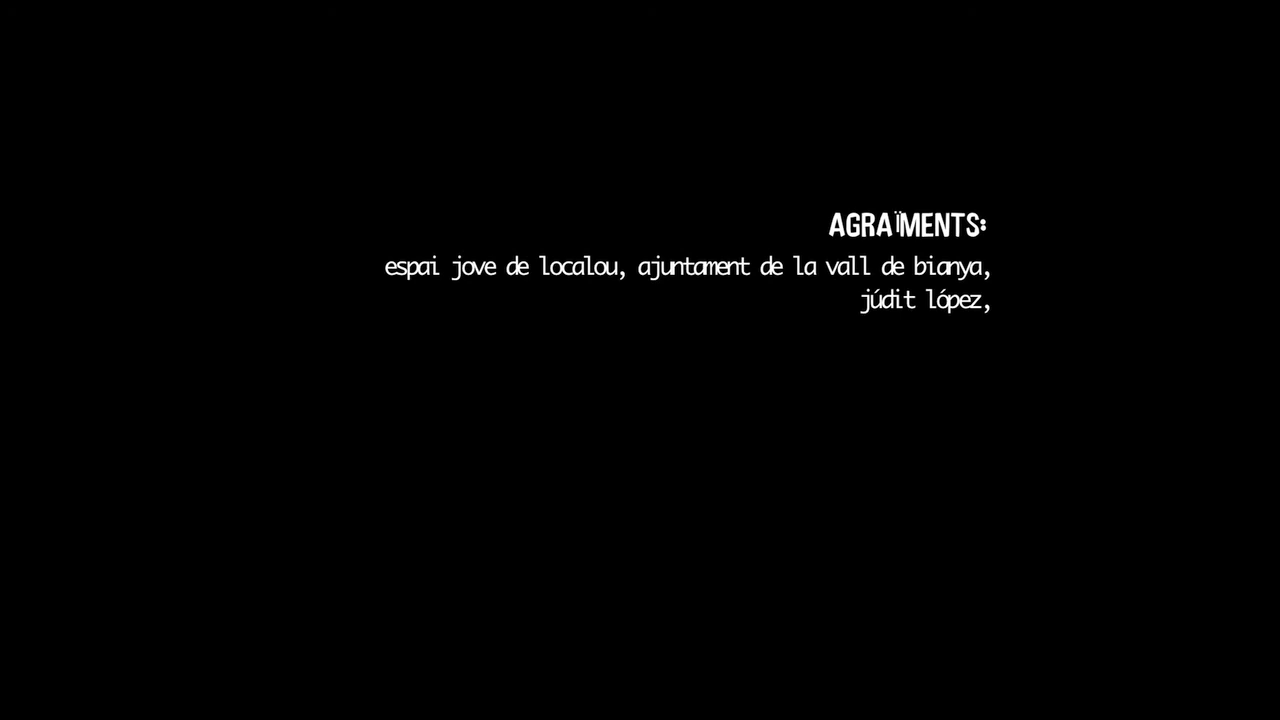 AGRAÏMENTS:
espai jove de localou, ajuntament de la vall de bianya,
júdit lópez,